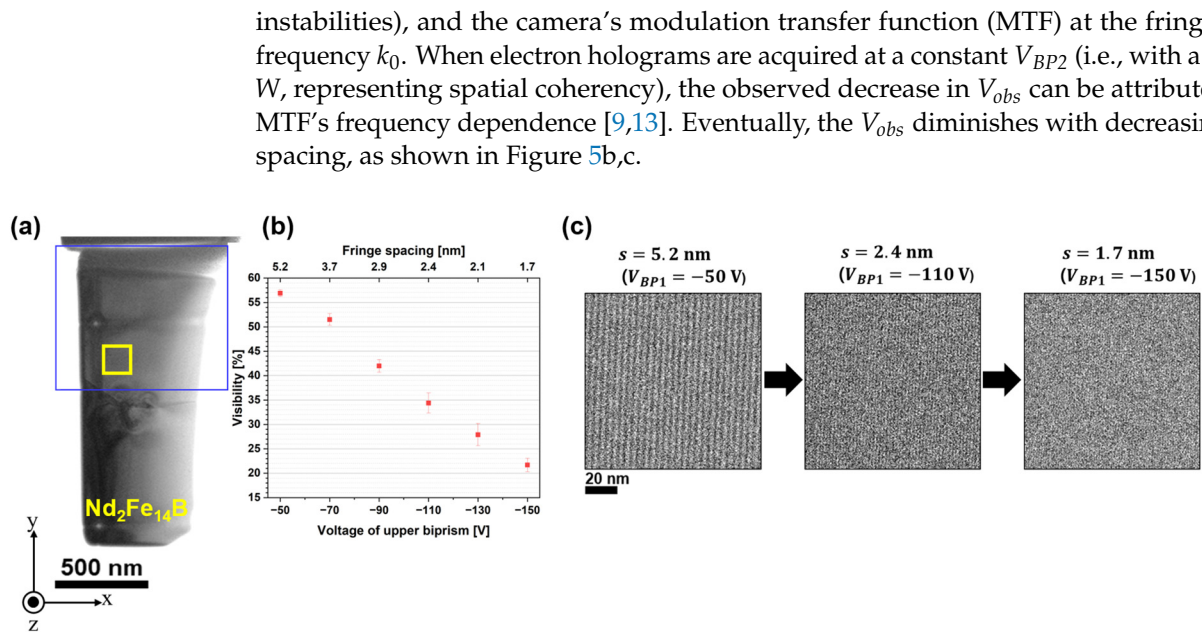 instabilities), and the camera's modulation transfer function (MTF) at the fring
frequency k0. When electron holograms are acquired at a constant VBP2 (i.e., with a
W, representing spatial coherency), the observed decrease in Vobs can be attribute
MTF's frequency dependence [9,13]. Eventually, the Vobs diminishes with decreasin
spacing, as shown in Figure 5b,c.
(a)
Nd2Fe14B
500 nm
y
x
z
(b)
Fringe spacing [nm]
5.2 3.7 2.9 2.4 2.1 1.7
Visibility [%]
60
55
50
45
40
35
30
25
20
15
−50 −70 −90 −110 −130 −150
Voltage of upper biprism [V]
(c)
s = 5.2 nm
(VBP1 = −50 V)
s = 2.4 nm
(VBP1 = −110 V)
s = 1.7 nm
(VBP1 = −150 V)
20 nm